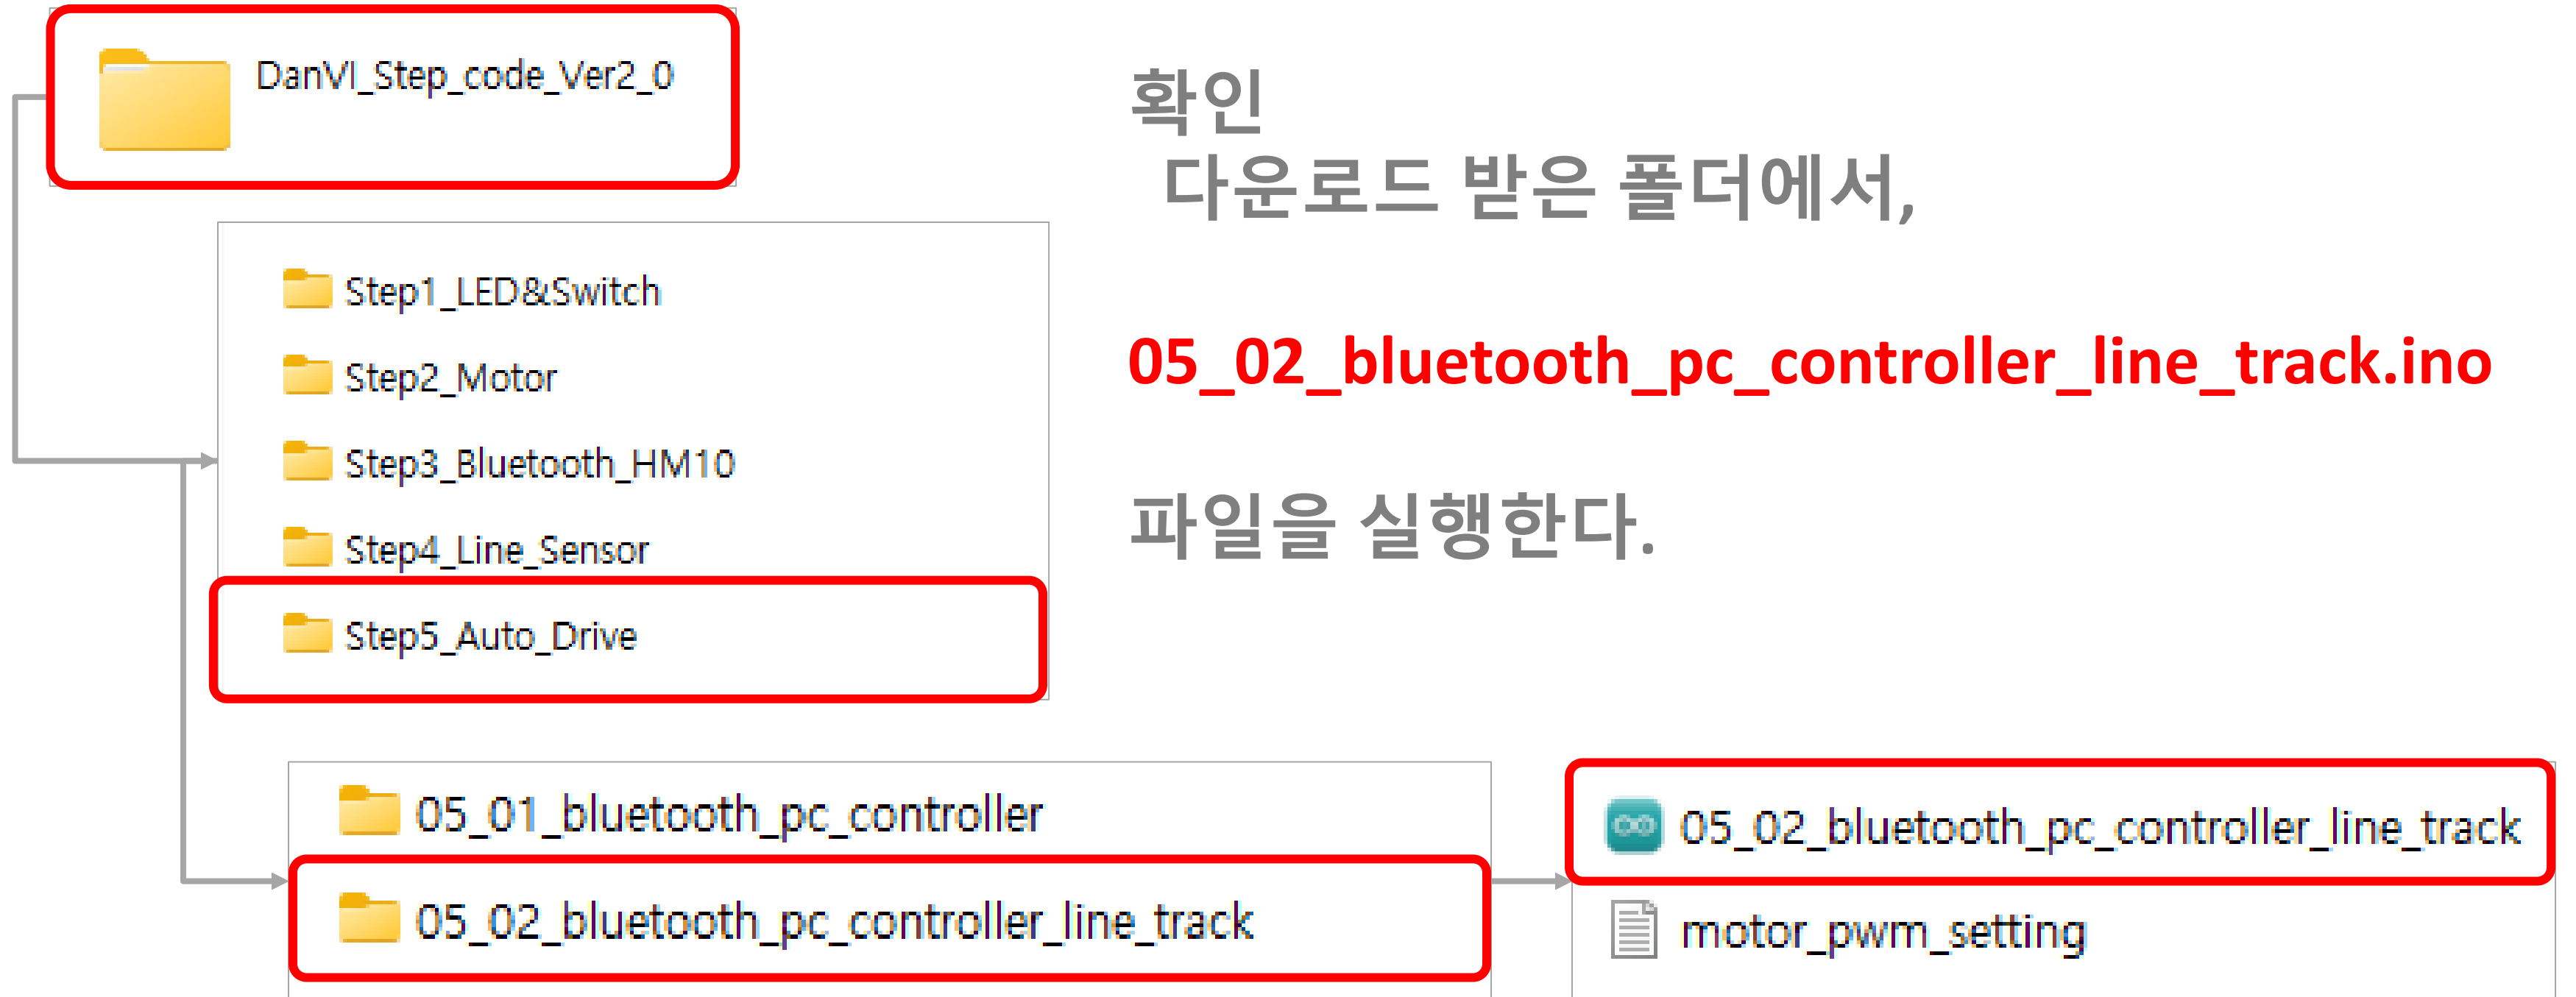 DanVI_Step_code_Ver2_0
확인
다운로드 받은 폴더에서,
05_02_bluetooth_pc_controller_line_track.ino
파일을 실행한다.
Step1_LED&Switch
Step2_Motor
Step3_Bluetooth_HM10
Step4_Line_Sensor
Step5_Auto_Drive
05_01_bluetooth_pc_controller
05_02_bluetooth_pc_controller_line_track
05_02_bluetooth_pc_controller_line_track
motor_pwm_setting